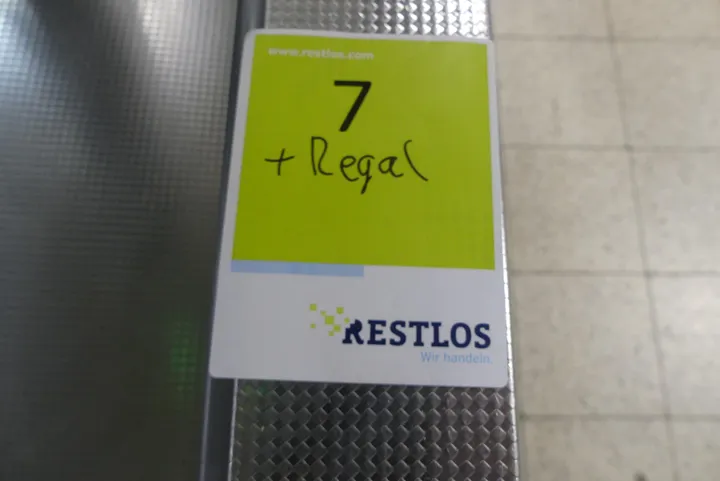 www.restlos.com
7
+ Regal
RESTLOS
Wir handeln.